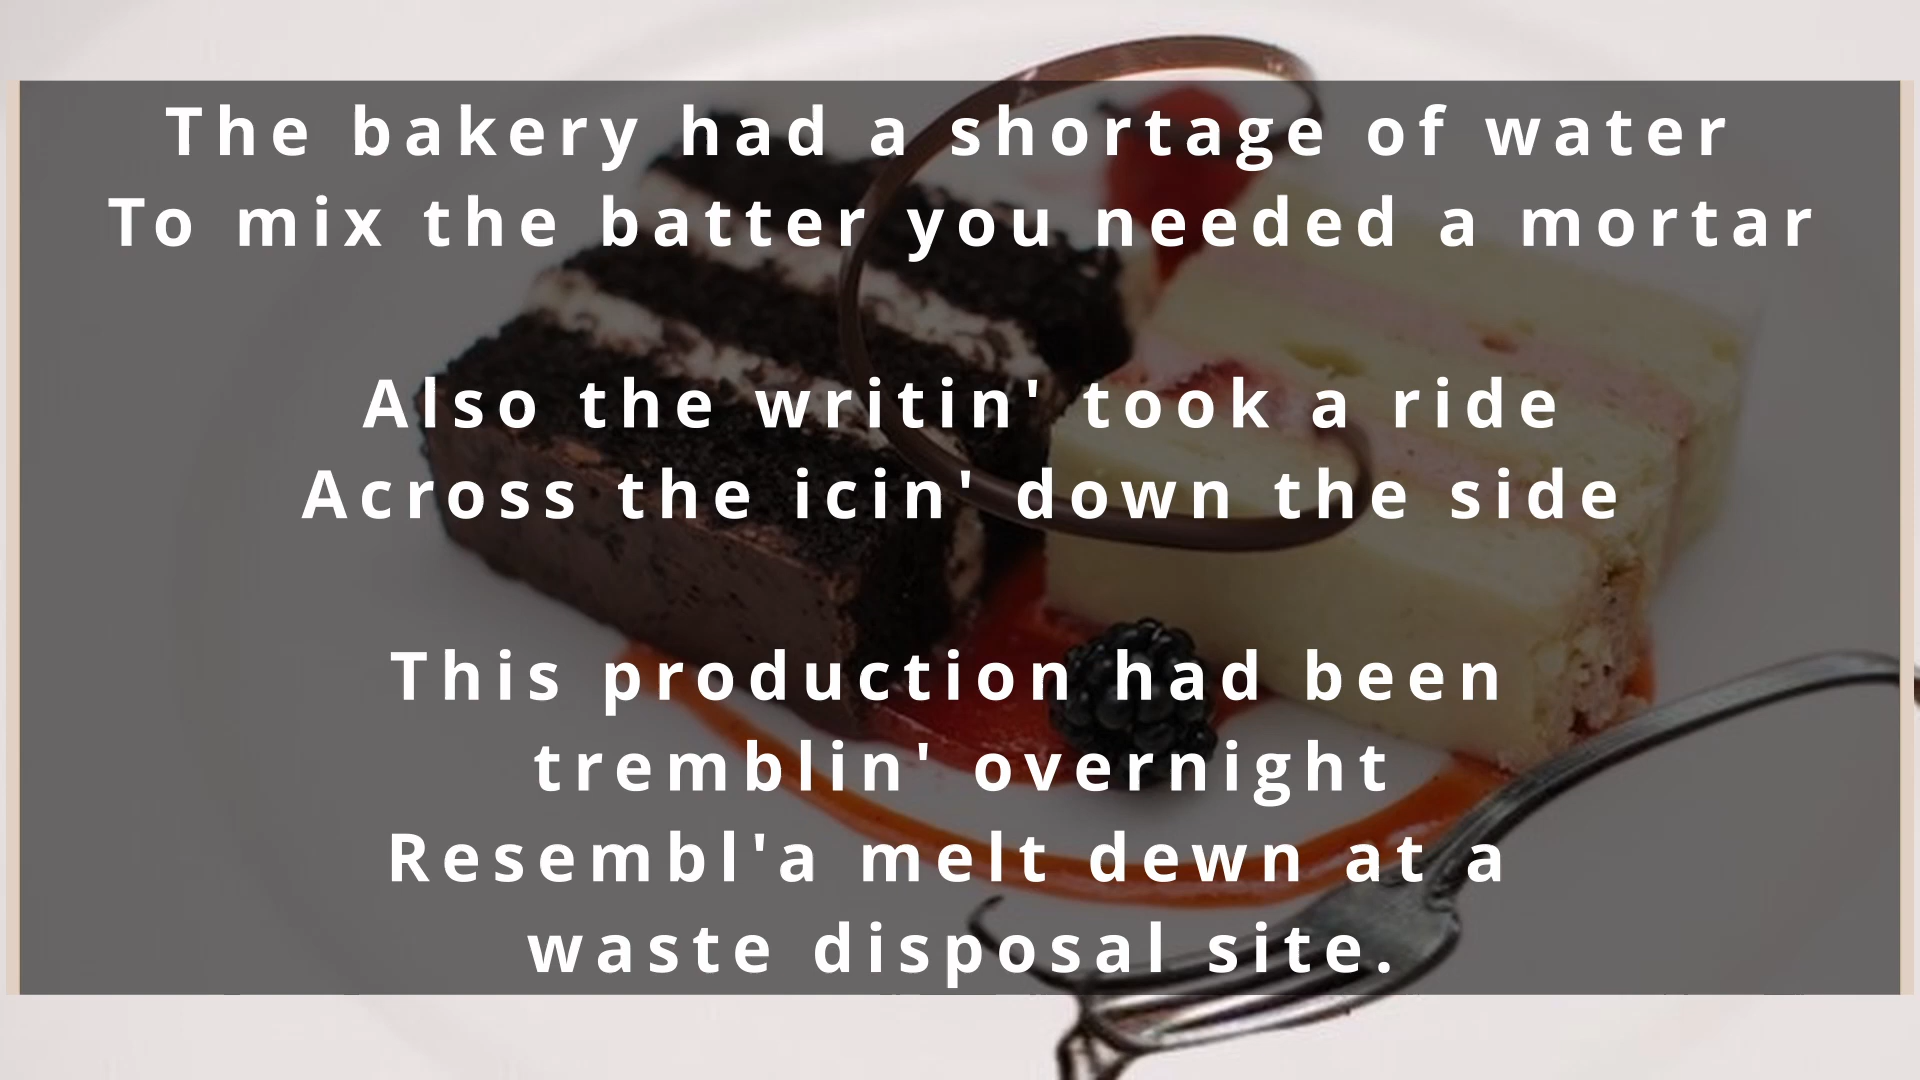 The bakery had a shortage of water
To mix the batter you needed a mortar
Also the writin' took a ride
Across the icin' down the side
This production had been
tremblin' overnight
Resembl'a melt dewn at a
waste disposal site.